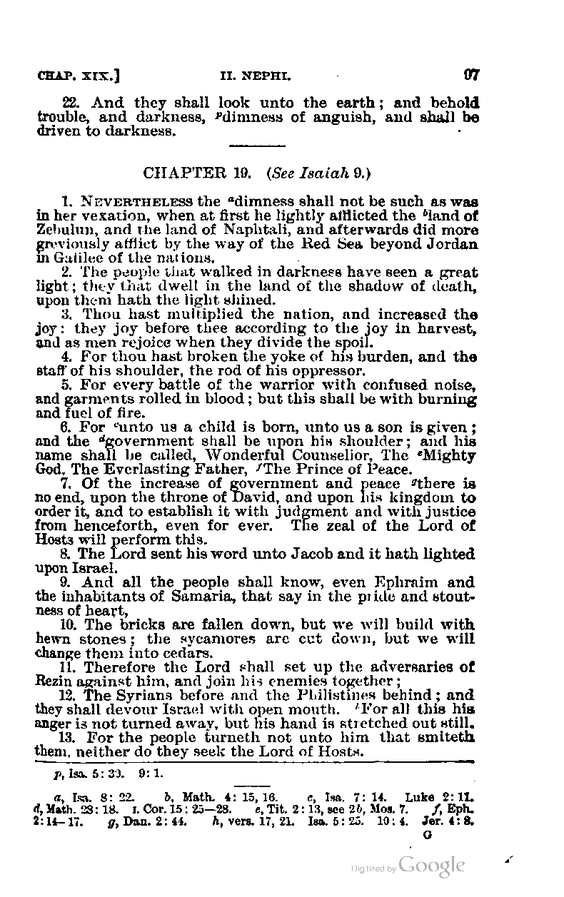 CHAP. XIX.] II. NEPHI. 97
22. And they shall look unto the earth; and behold
trouble, and darkness, ᵖdimness of anguish, and shall be
driven to darkness.
CHAPTER 19. (See Isaiah 9.)
1. NEVERTHELESS the ᵃdimness shall not be such as was
in her vexation, when at first he lightly afflicted the ᵇland of
Zebulun, and the land of Naphtali, and afterwards did more
greviously afflict by the way of the Red Sea beyond Jordan
in Galilee of the nations.
2. The people that walked in darkness have seen a great
light; they that dwell in the land of the shadow of death,
upon them hath the light shined.
3. Thou hast multiplied the nation, and increased the
joy: they joy before thee according to the joy in harvest,
and as men rejoice when they divide the spoil.
4. For thou hast broken the yoke of his burden, and the
staff of his shoulder, the rod of his oppressor.
5. For every battle of the warrior with confused noise,
and garments rolled in blood; but this shall be with burning
and fuel of fire.
6. For ᶜunto us a child is born, unto us a son is given;
and the ᵈgovernment shall be upon his shoulder; and his
name shall be called, Wonderful Counselior, The ᵉMighty
God, The Everlasting Father, ᶠThe Prince of Peace.
7. Of the increase of government and peace ᵍthere is
no end, upon the throne of David, and upon his kingdom to
order it, and to establish it with judgment and with justice
from henceforth, even for ever. The zeal of the Lord of
Hosts will perform this.
8. The Lord sent his word unto Jacob and it hath lighted
upon Israel.
9. And all the people shall know, even Ephraim and
the inhabitants of Samaria, that say in the pride and stout-
ness of heart,
10. The bricks are fallen down, but we will build with
hewn stones; the sycamores are cut down, but we will
change them into cedars.
11. Therefore the Lord shall set up the adversaries of
Rezin against him, and join his enemies together;
12. The Syrians before and the Philistines behind; and
they shall devour Israel with open mouth. ʰFor all this his
anger is not turned away, but his hand is stretched out still.
13. For the people turneth not unto him that smiteth
them, neither do they seek the Lord of Hosts.
p, Isa. 5: 30. 9: 1.
a, Isa. 8: 22. b, Math. 4: 15, 16. c, Isa. 7: 14. Luke 2: 11.
d, Math. 28: 18. 1. Cor. 15: 25—28. e, Tit. 2: 13, see 2b, Mos. 7. f, Eph.
2: 14—17. g, Dan. 2: 44. h, vers. 17, 21. Isa. 5: 25. 10: 4. Jer. 4: 8.
G
Digitized by Google